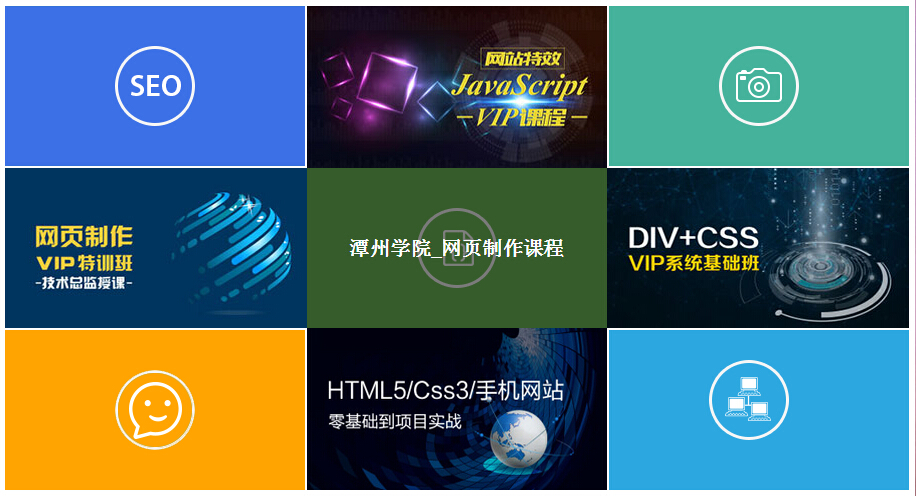 SEO
网站特效
JavaScript
VIP课程
网页制作
VIP特训班
-技术总监授课-
潭州学院_网页制作课程
DIV+CSS
VIP系统基础班
HTML5/Css3/手机网站
零基础到项目实战